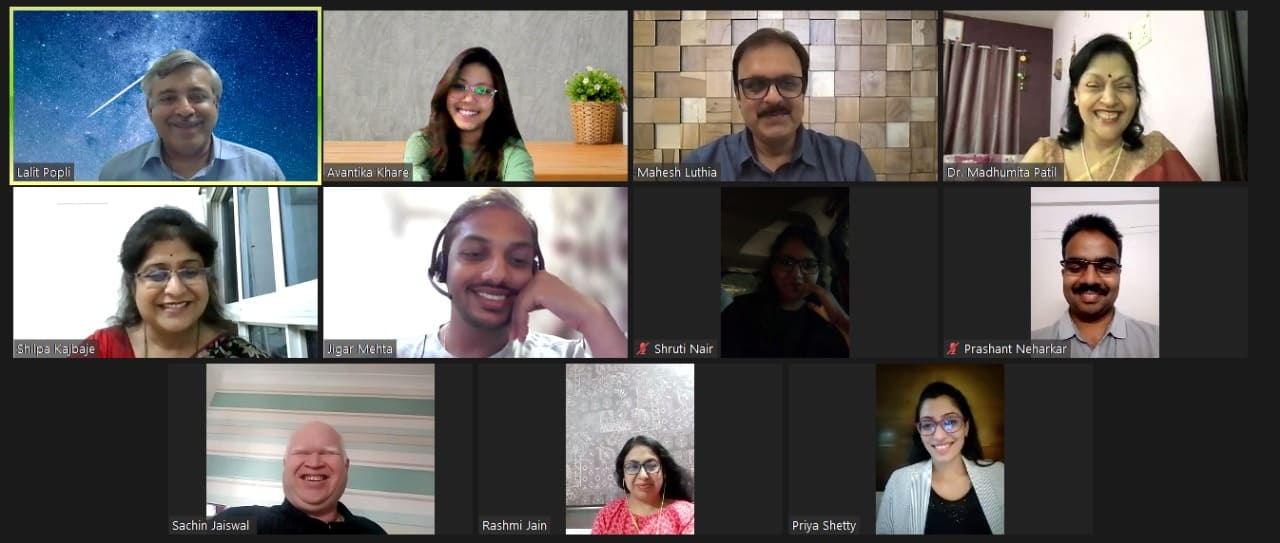 Lalit Popli
Avantika Khare
Mahesh Luthia
Dr. Madhumita Patil
Shilpa Kajbaje
Jigar Mehta
Shruti Nair
Prashant Neharkar
Sachin Jaiswal
Rashmi Jain
Priya Shetty